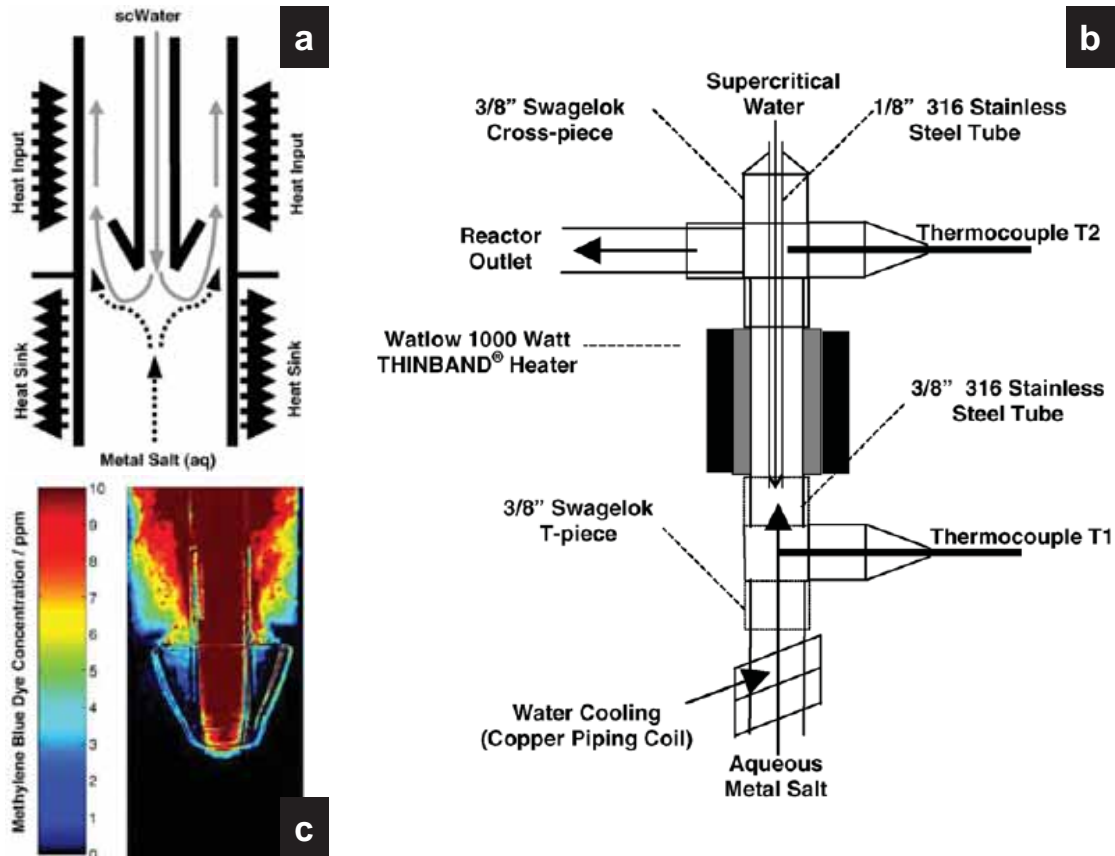 scWater
a
Heat Input
Heat Input
Heat Sink
Heat Sink
Metal Salt (aq)
b
Supercritical
Water
3/8” Swagelok
Cross-piece
1/8” 316 Stainless
Steel Tube
Reactor
Outlet
Thermocouple T2
Watlow 1000 Watt
THINBAND® Heater
3/8” 316 Stainless
Steel Tube
3/8” Swagelok
T-piece
Thermocouple T1
Water Cooling
(Copper Piping Coil)
Aqueous
Metal Salt
Methylene Blue Dye Concentration / ppm
10
9
8
7
6
5
4
3
2
1
0
c